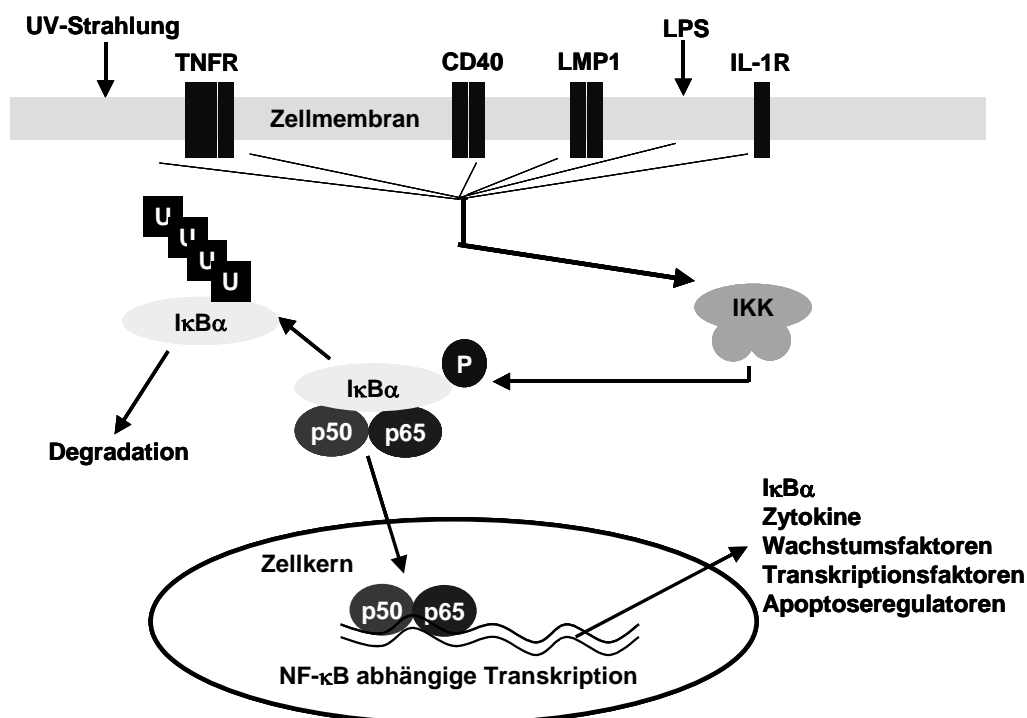 UV-Strahlung
LPS
TNFR
CD40
LMP1
IL-1R
Zellmembran
U
U
U
U
IκBα
IKK
P
IκBα
p50
p65
Degradation
IκBα
Zytokine
Wachstumsfaktoren
Transkriptionsfaktoren
Apoptoseregulatoren
Zellkern
p50
p65
NF-κB abhängige Transkription